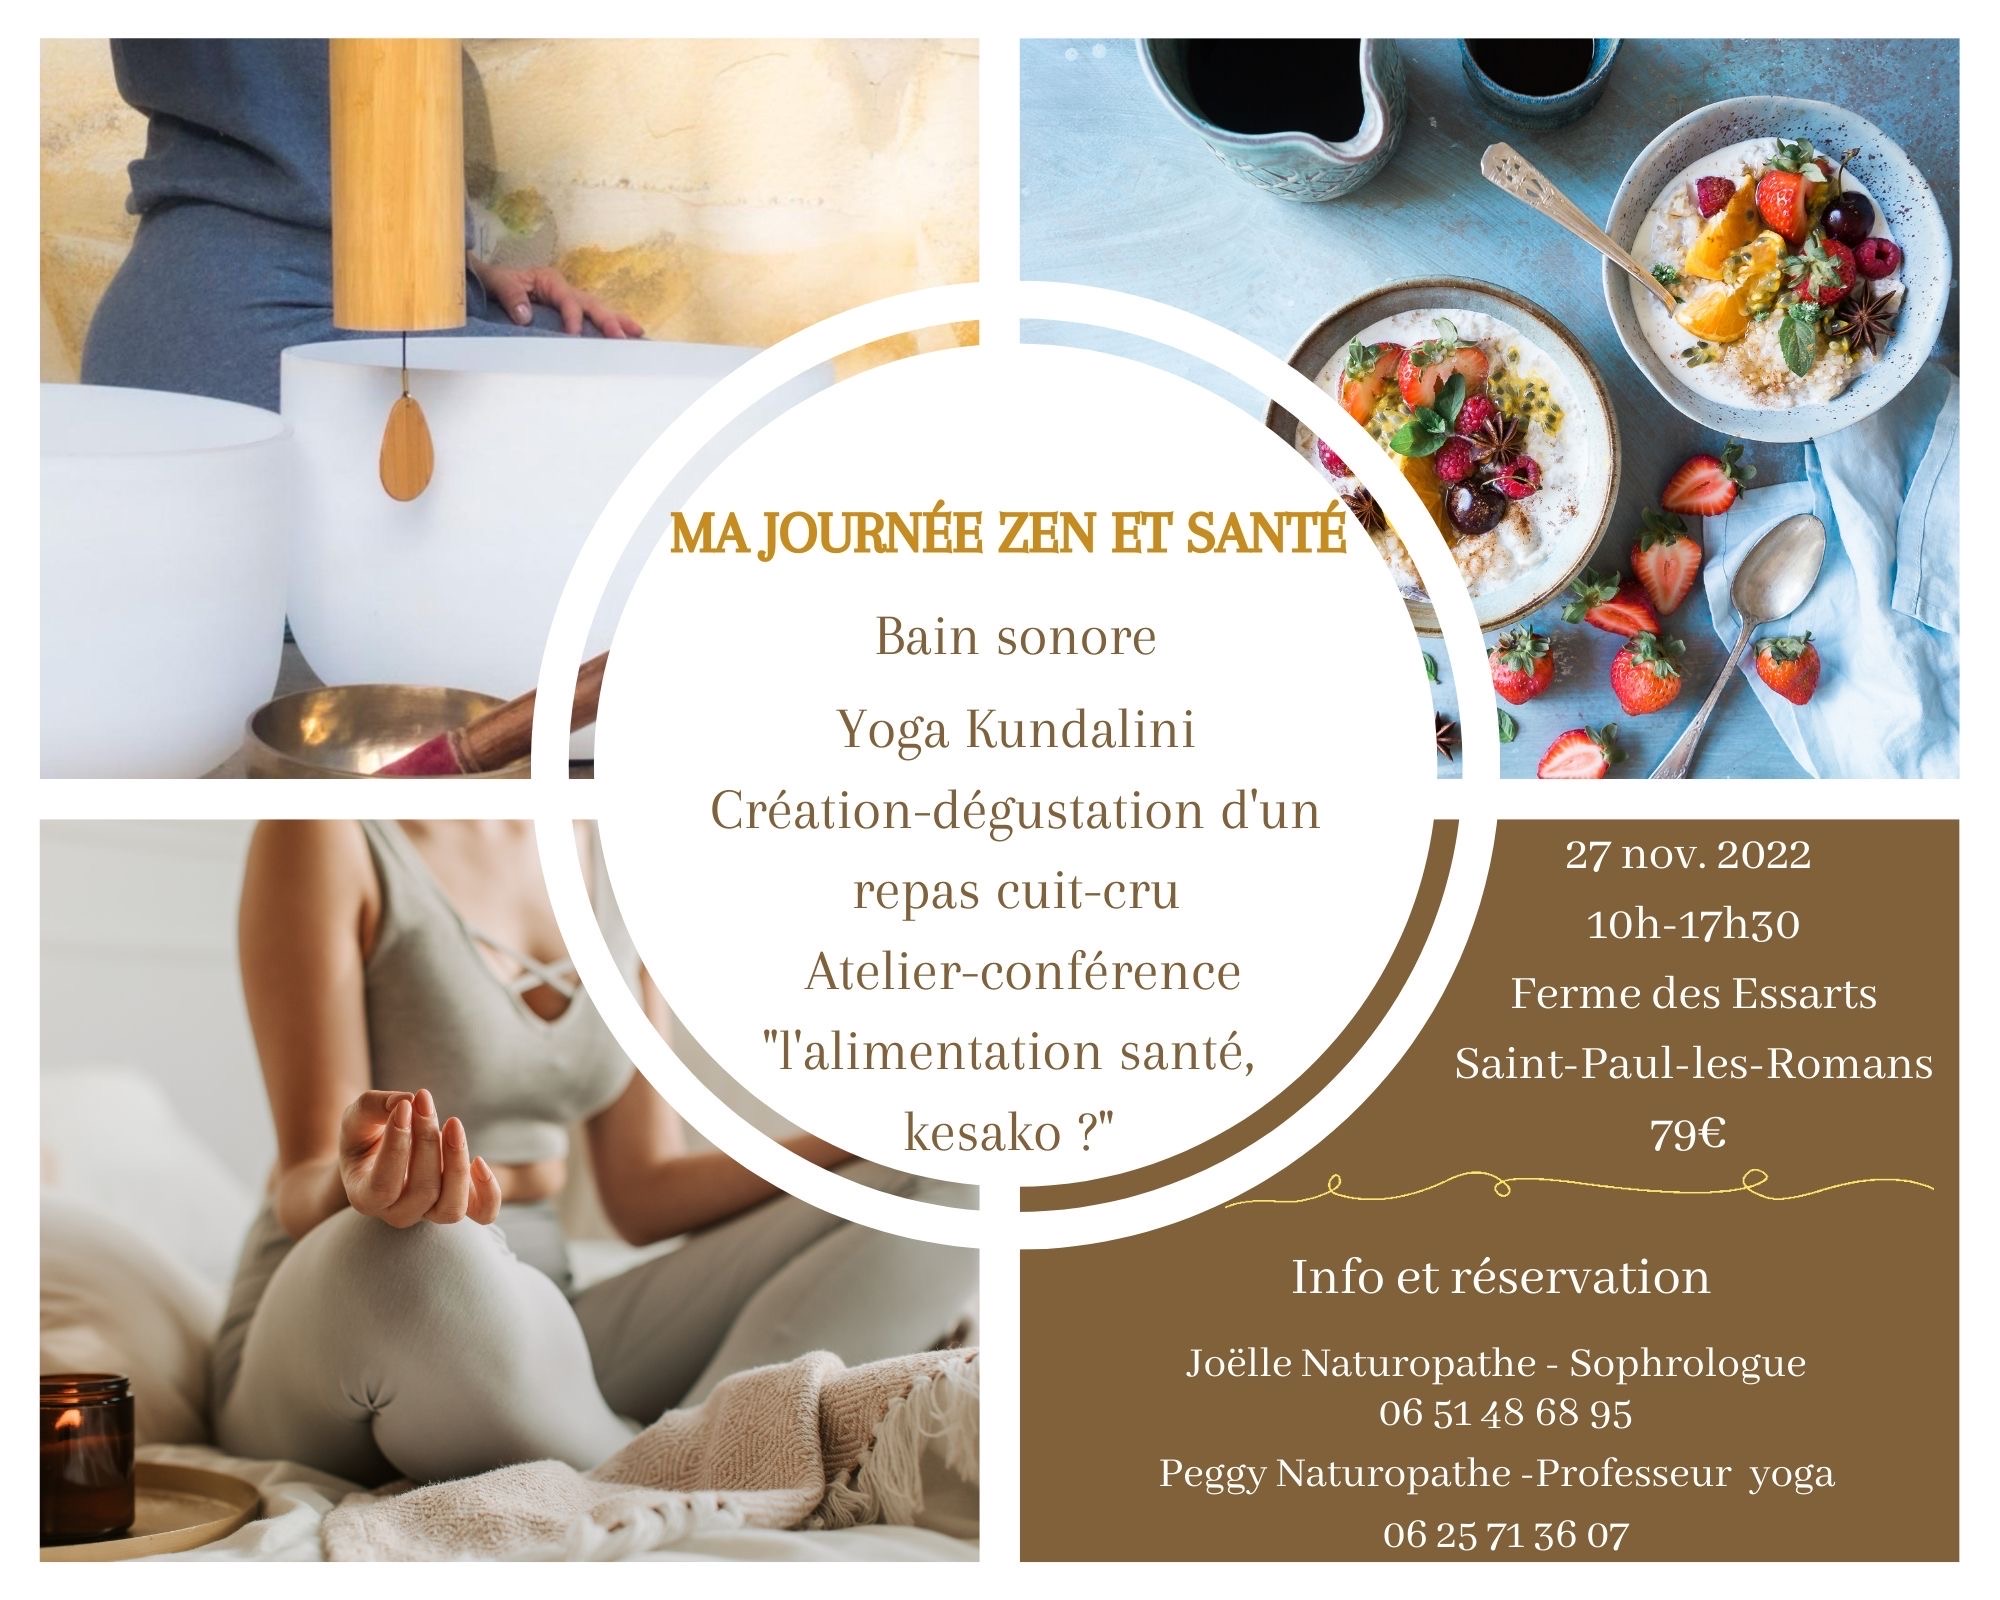 MA JOURNÉE ZEN ET SANTÉ
Bain sonore
Yoga Kundalini
Création-dégustation d'un
repas cuit-cru
Atelier-conférence
"l'alimentation santé,
kesako ?"
27 nov. 2022
10h-17h30
Ferme des Essarts
Saint-Paul-les-Romans
79€
Info et réservation
Joëlle Naturopathe - Sophrologue
06 51 48 68 95
Peggy Naturopathe -Professeur yoga
06 25 71 36 07